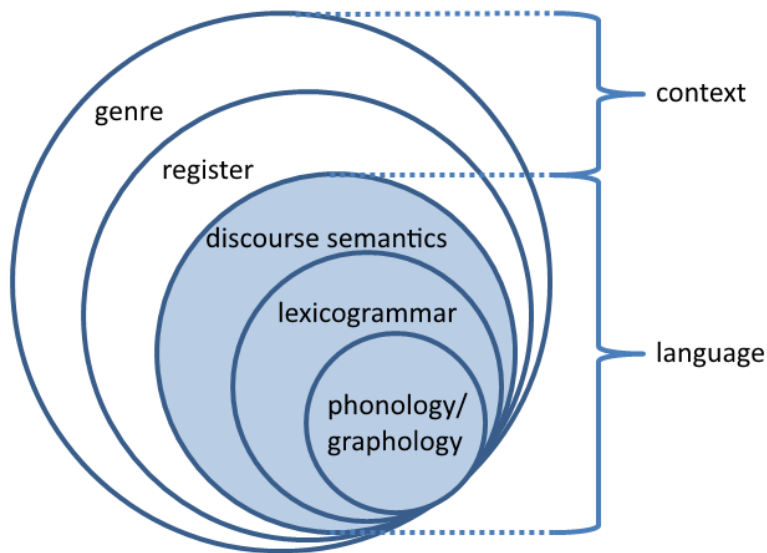 genre
context
register
discourse semantics
lexicogrammar
language
phonology/
graphology